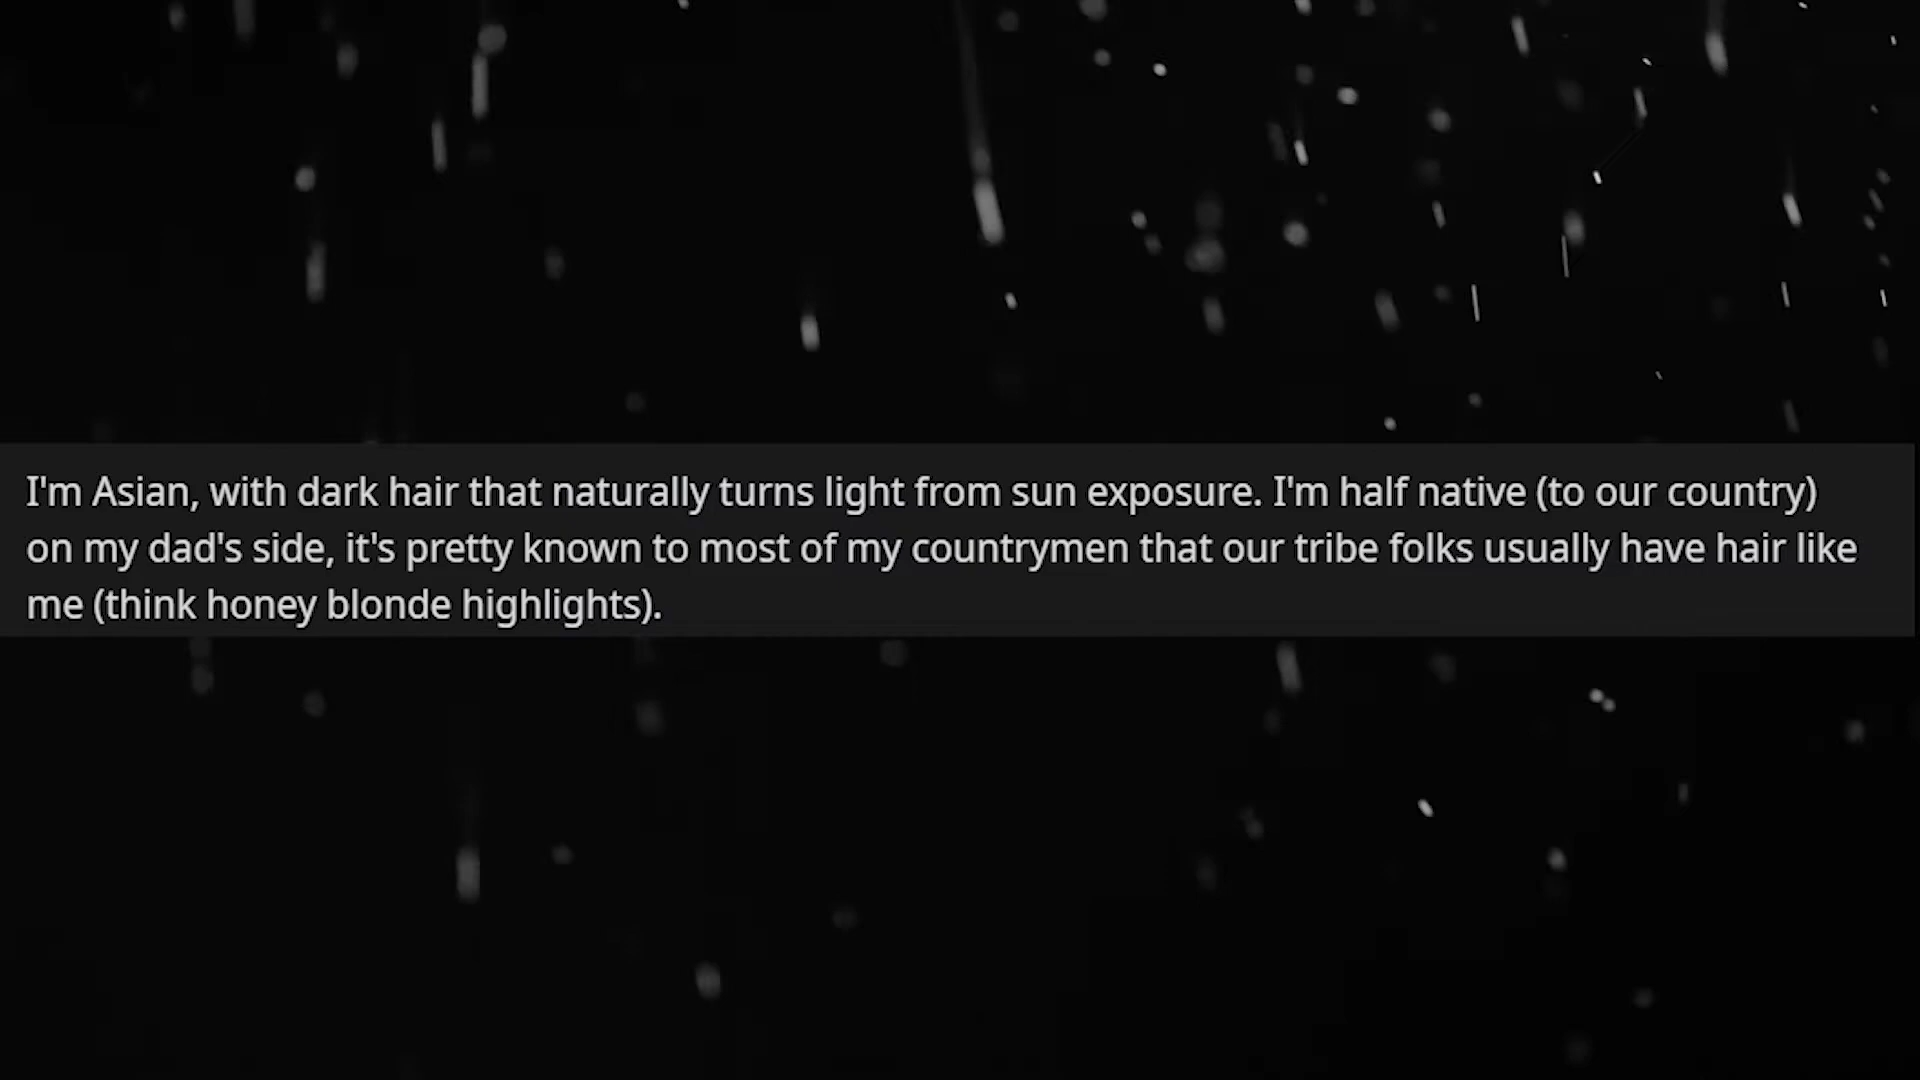 I'm Asian, with dark hair that naturally turns light from sun exposure. I'm half native (to our country)
on my dad's side, it's pretty known to most of my countrymen that our tribe folks usually have hair like
me (think honey blonde highlights).